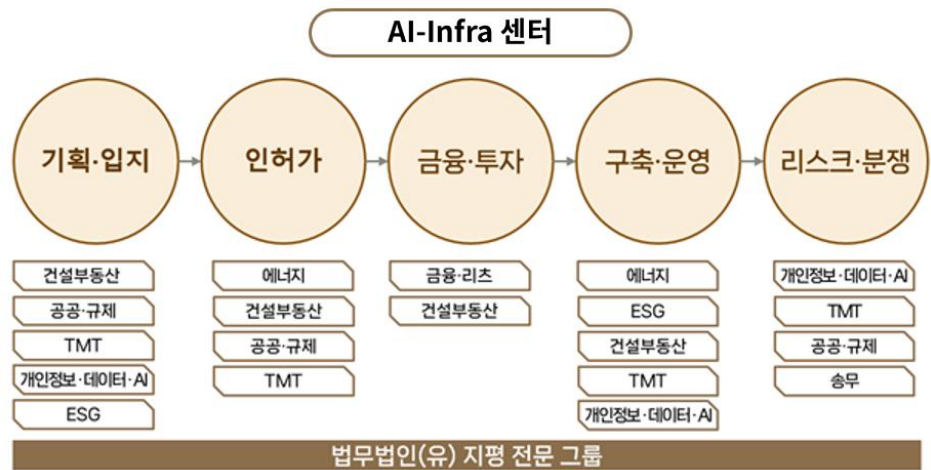 AI-Infra 센터
기획·입지
인허가
금융·투자
구축·운영
리스크·분쟁
건설부동산
공공·규제
TMT
개인정보·데이터·AI
ESG
에너지
건설부동산
공공·규제
TMT
금융·리츠
건설부동산
에너지
ESG
건설부동산
TMT
개인정보·데이터·AI
개인정보·데이터·AI
TMT
공공·규제
송무
법무법인(유) 지평 전문 그룹